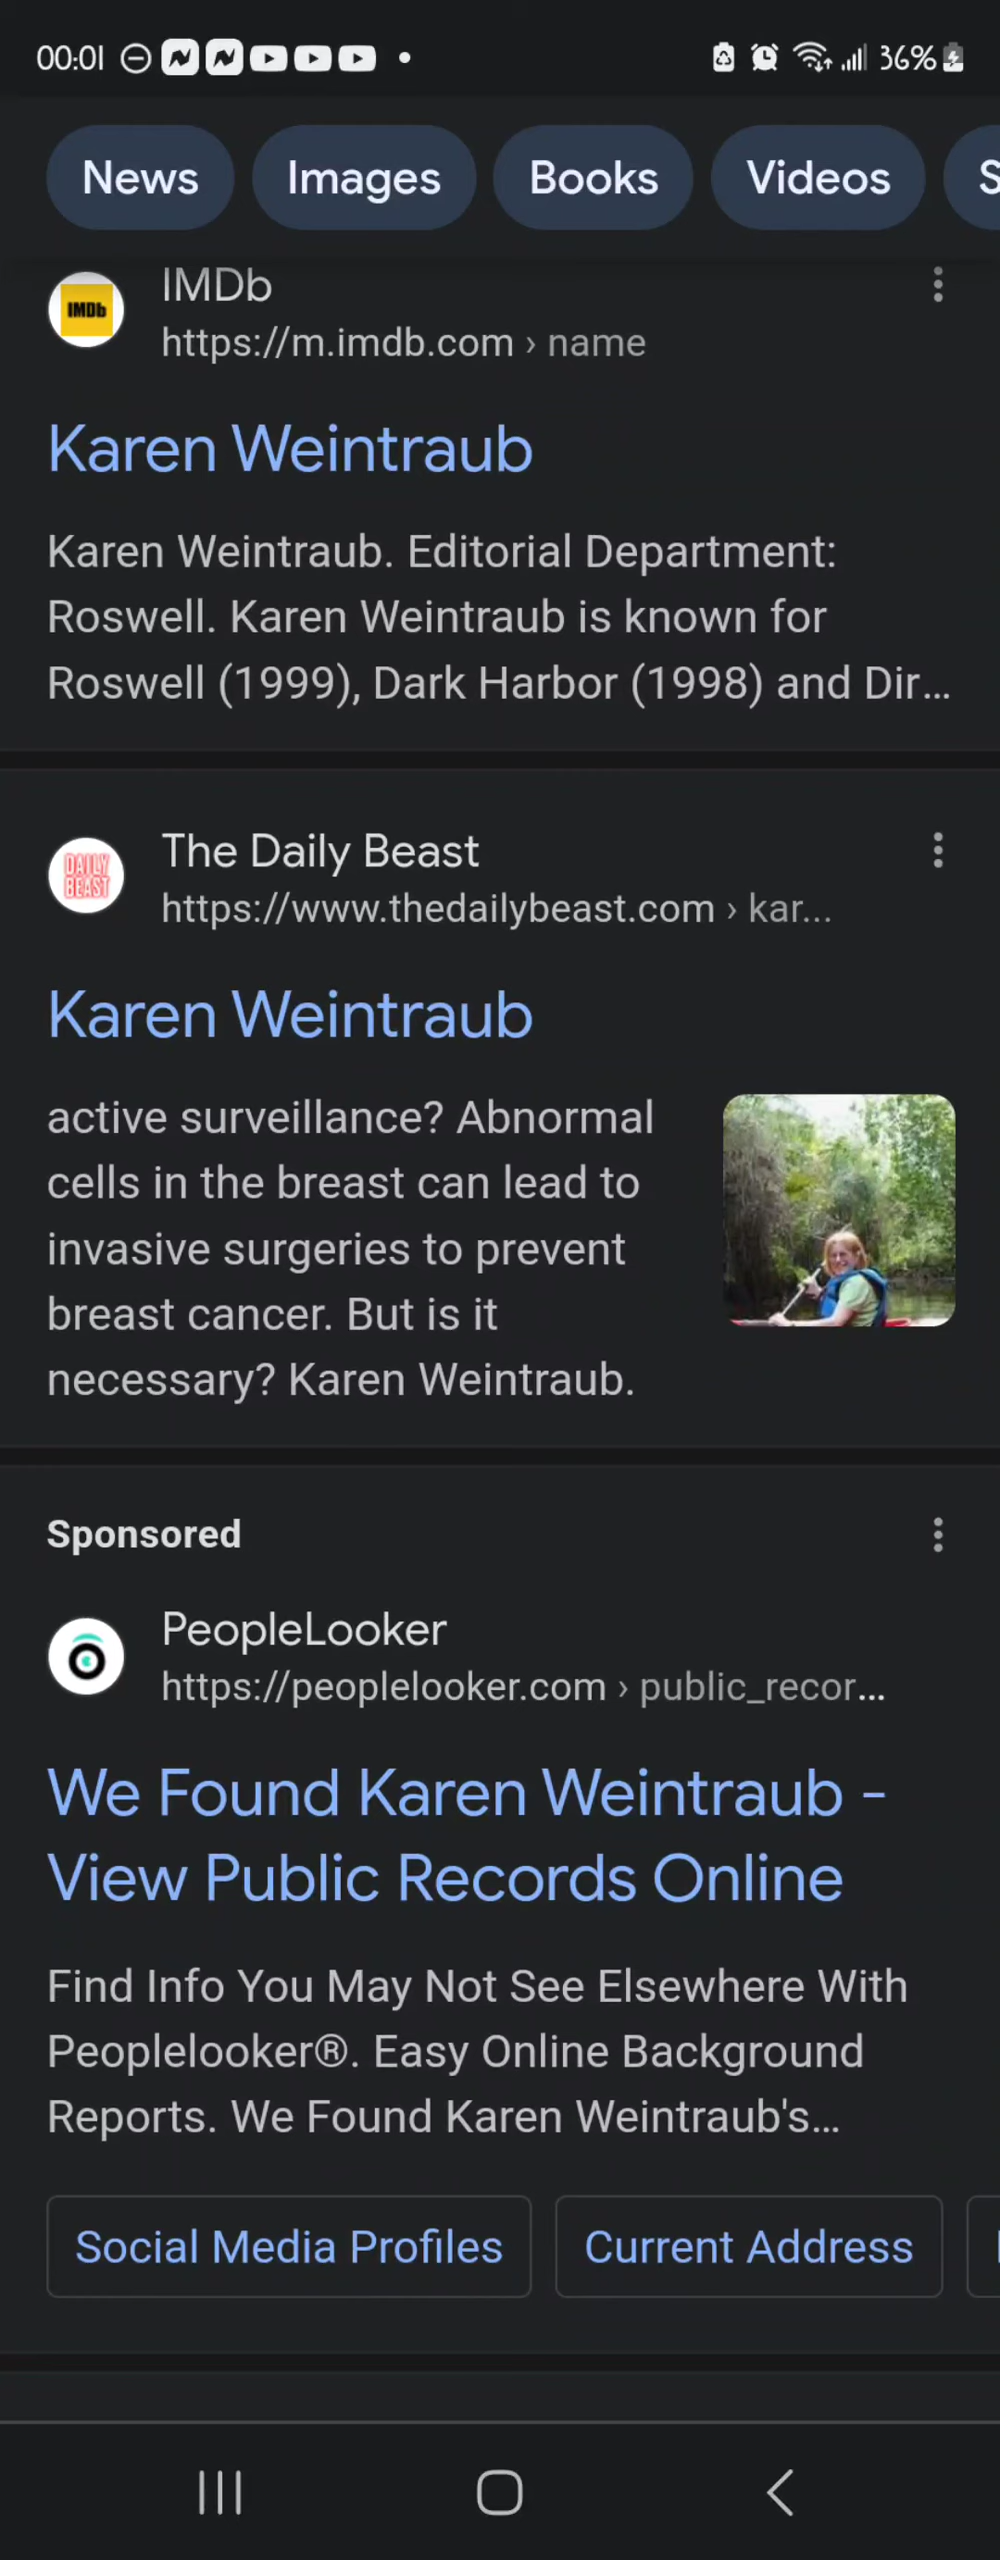 00:01 36%
News Images Books Videos S
IMDb
IMDb
https://m.imdb.com › name
Karen Weintraub
Karen Weintraub. Editorial Department:
Roswell. Karen Weintraub is known for
Roswell (1999), Dark Harbor (1998) and Dir...
The Daily Beast
DAILY
BEAST
https://www.thedailybeast.com › kar...
Karen Weintraub
active surveillance? Abnormal
cells in the breast can lead to
invasive surgeries to prevent
breast cancer. But is it
necessary? Karen Weintraub.
Sponsored
PeopleLooker
https://peoplelooker.com › public_recor...
We Found Karen Weintraub -
View Public Records Online
Find Info You May Not See Elsewhere With
Peoplelooker®. Easy Online Background
Reports. We Found Karen Weintraub's...
Social Media Profiles Current Address